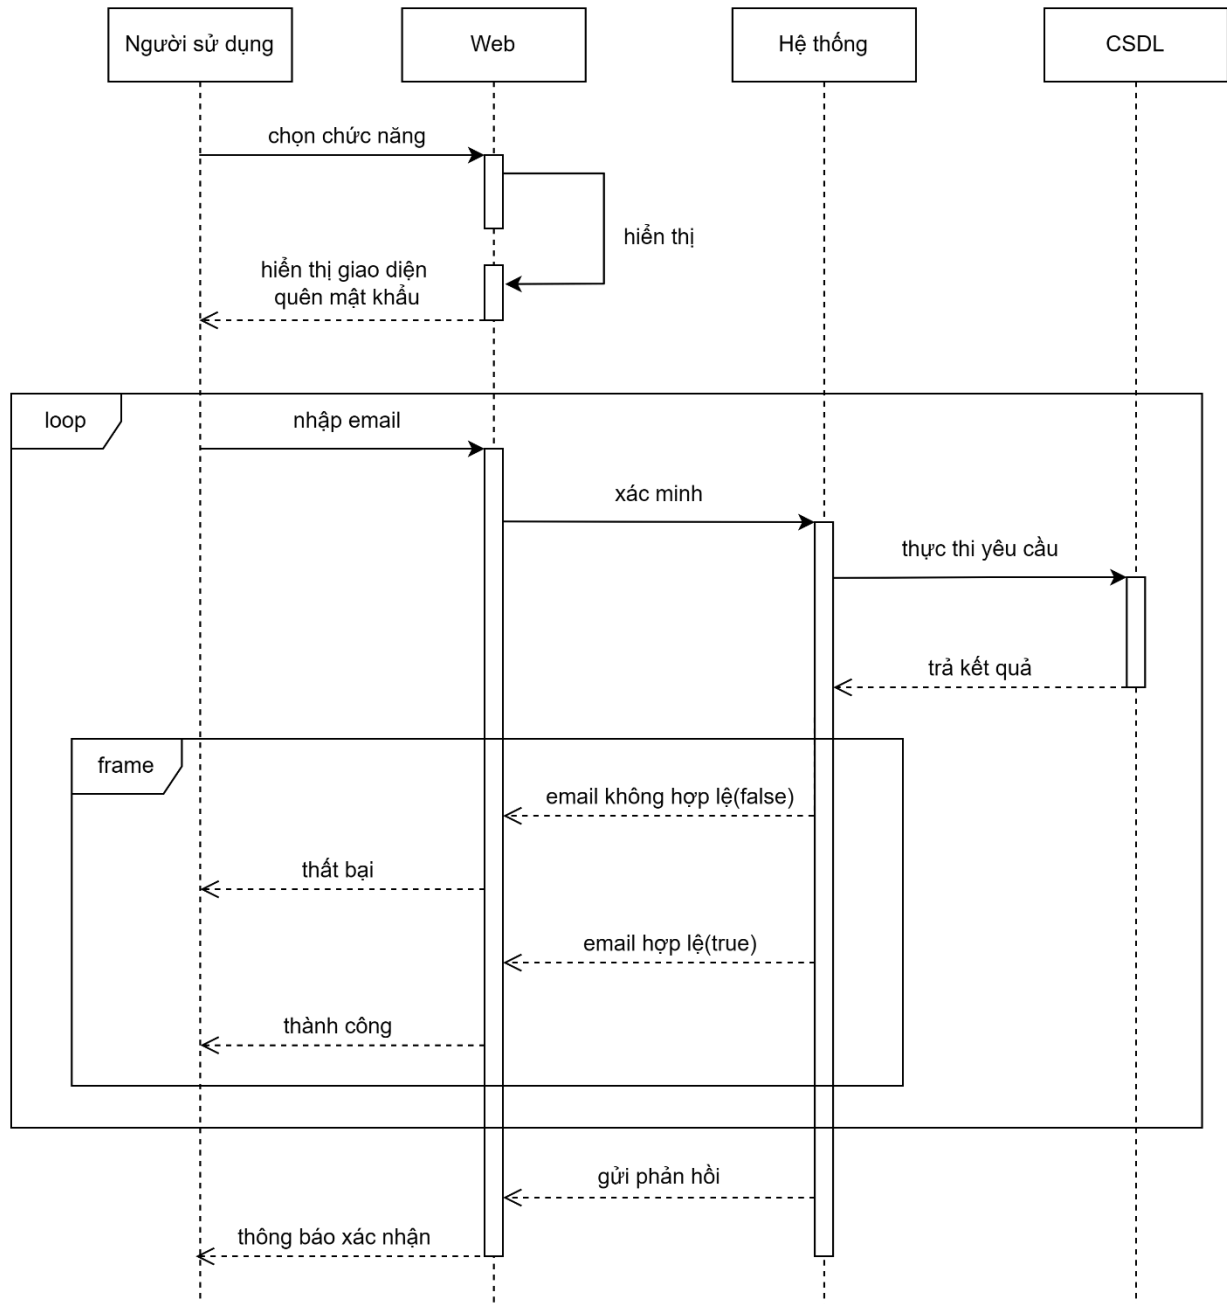 Người sử dụng
Web
Hệ thống
CSDL
chọn chức năng
hiển thị
hiển thị giao diện
quên mật khẩu
loop
nhập email
xác minh
thực thi yêu cầu
trả kết quả
frame
email không hợp lệ(false)
thất bại
email hợp lệ(true)
thành công
gửi phản hồi
thông báo xác nhận